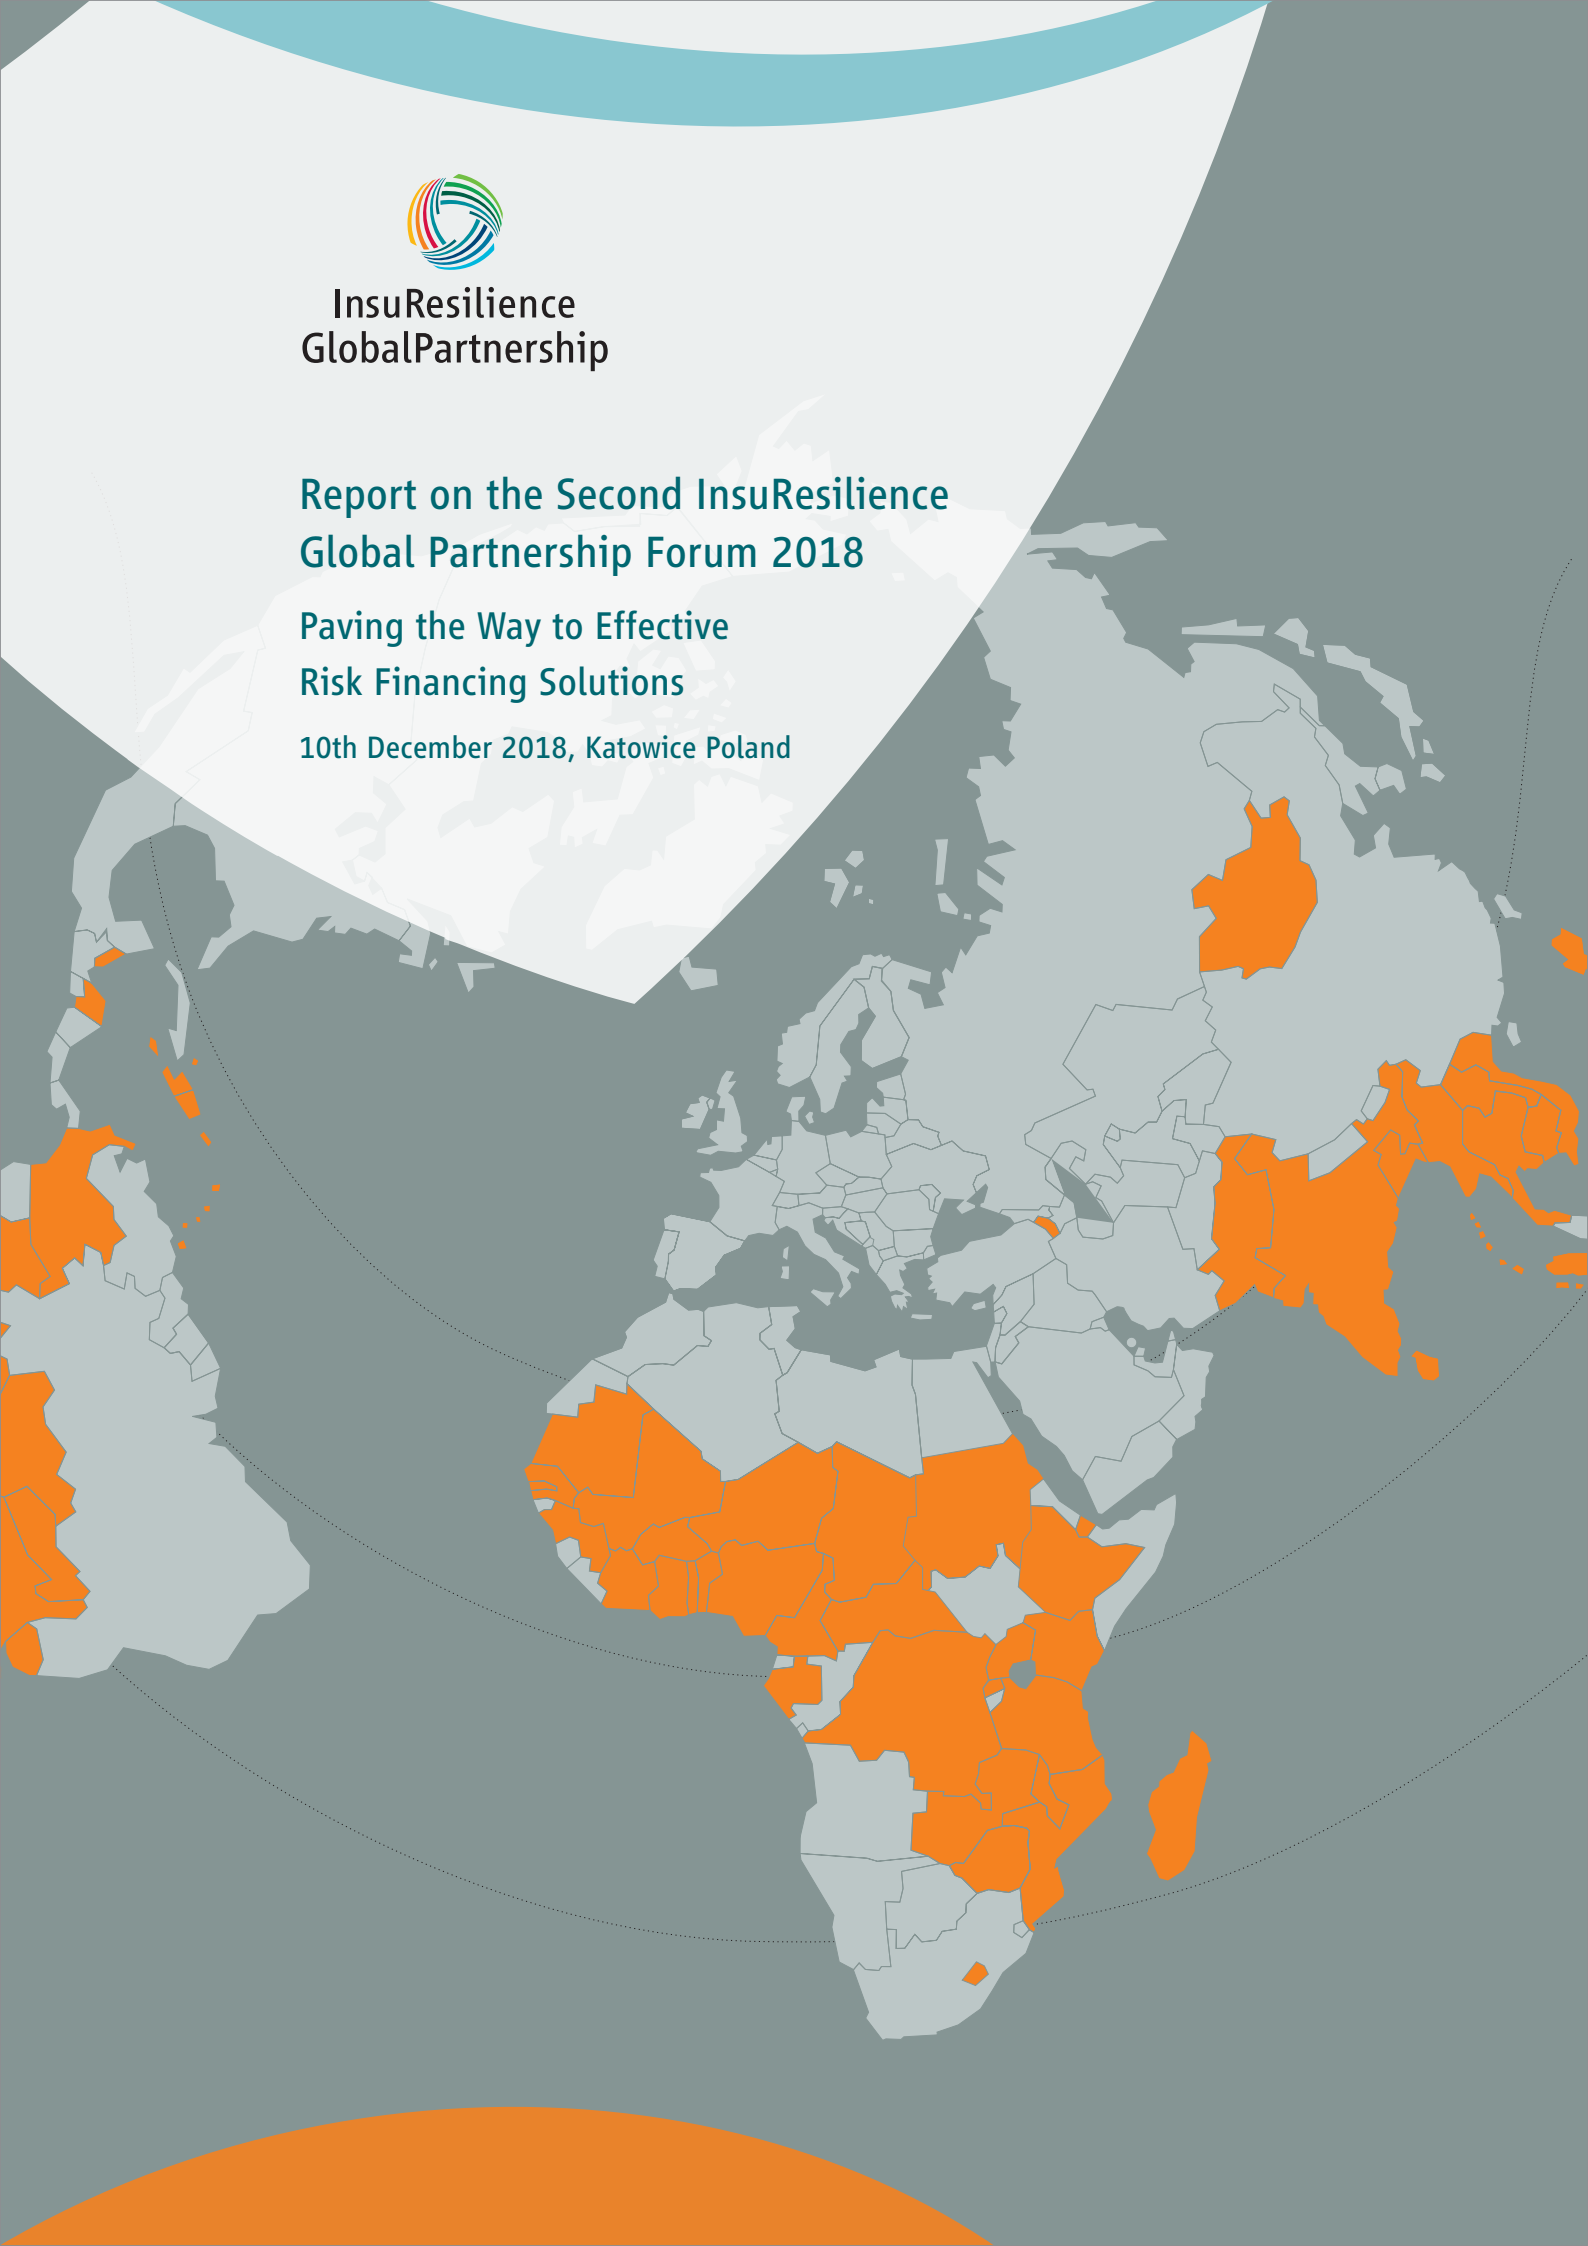 InsuResilience
GlobalPartnership
Report on the Second InsuResilience
Global Partnership Forum 2018
Paving the Way to Effective
Risk Financing Solutions
10th December 2018, Katowice Poland